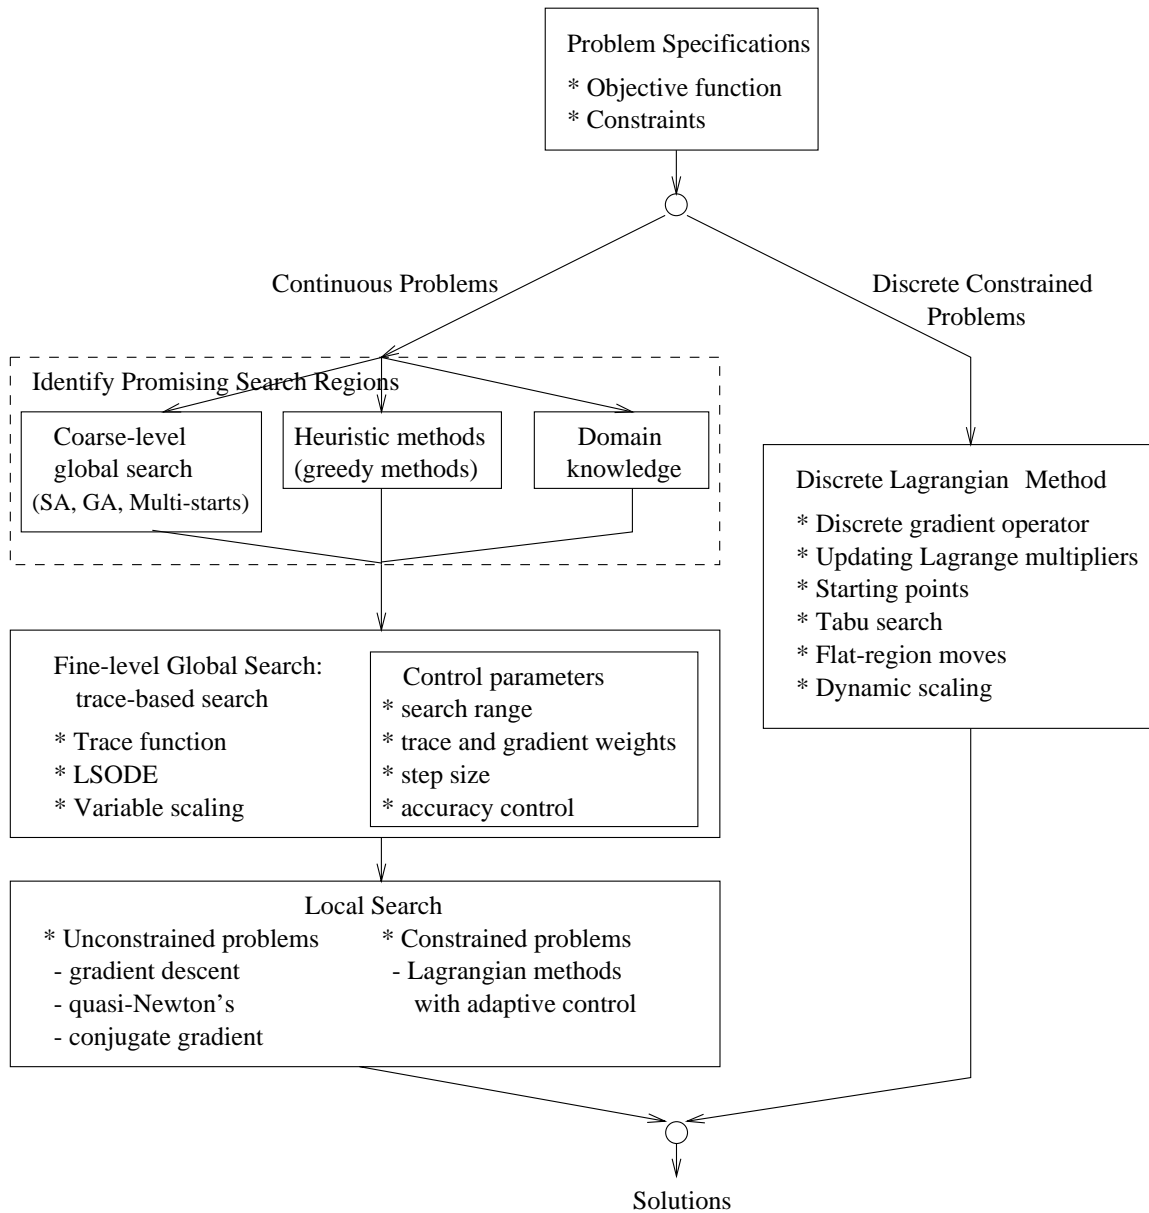 Problem Specifications
* Objective function
* Constraints
Continuous Problems
Discrete Constrained
Problems
Identify Promising Search Regions
Coarse-level
global search
(SA, GA, Multi-starts)
Heuristic methods
(greedy methods)
Domain
knowledge
Discrete Lagrangian Method
* Discrete gradient operator
* Updating Lagrange multipliers
* Starting points
* Tabu search
* Flat-region moves
* Dynamic scaling
Fine-level Global Search:
trace-based search
* Trace function
* LSODE
* Variable scaling
Control parameters
* search range
* trace and gradient weights
* step size
* accuracy control
Local Search
* Unconstrained problems
- gradient descent
- quasi-Newton's
- conjugate gradient
* Constrained problems
- Lagrangian methods
with adaptive control
Solutions